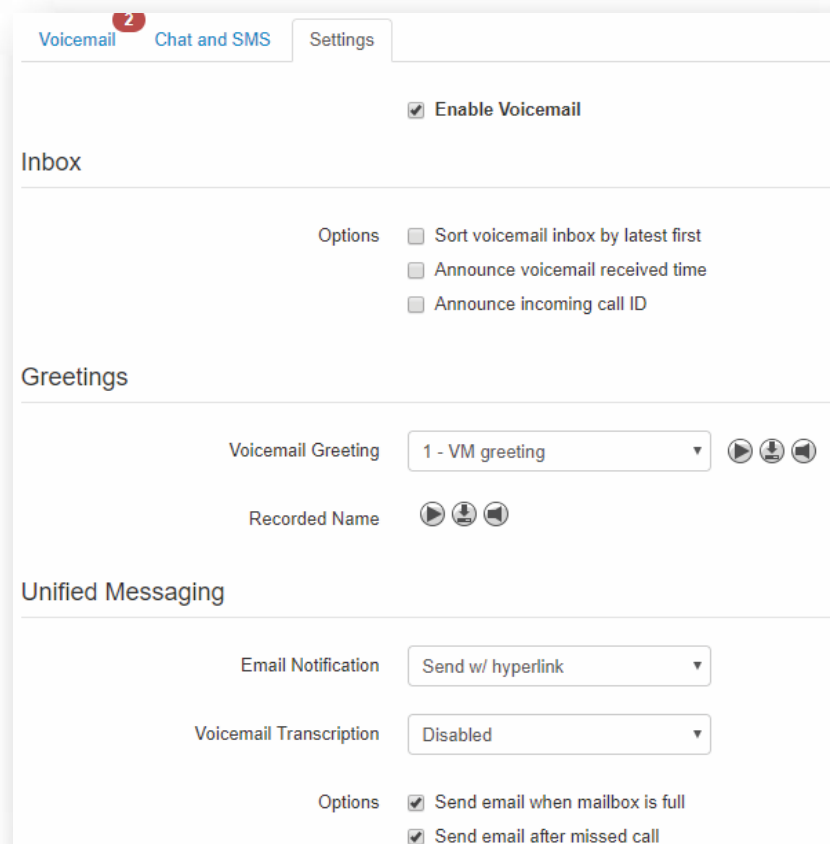 2
Voicemail Chat and SMS Settings
Enable Voicemail
Inbox
Options Sort voicemail inbox by latest first
Announce voicemail received time
Announce incoming call ID
Greetings
Voicemail Greeting 1 - VM greeting
Recorded Name
Unified Messaging
Email Notification Send w/ hyperlink
Voicemail Transcription Disabled
Options Send email when mailbox is full
Send email after missed call